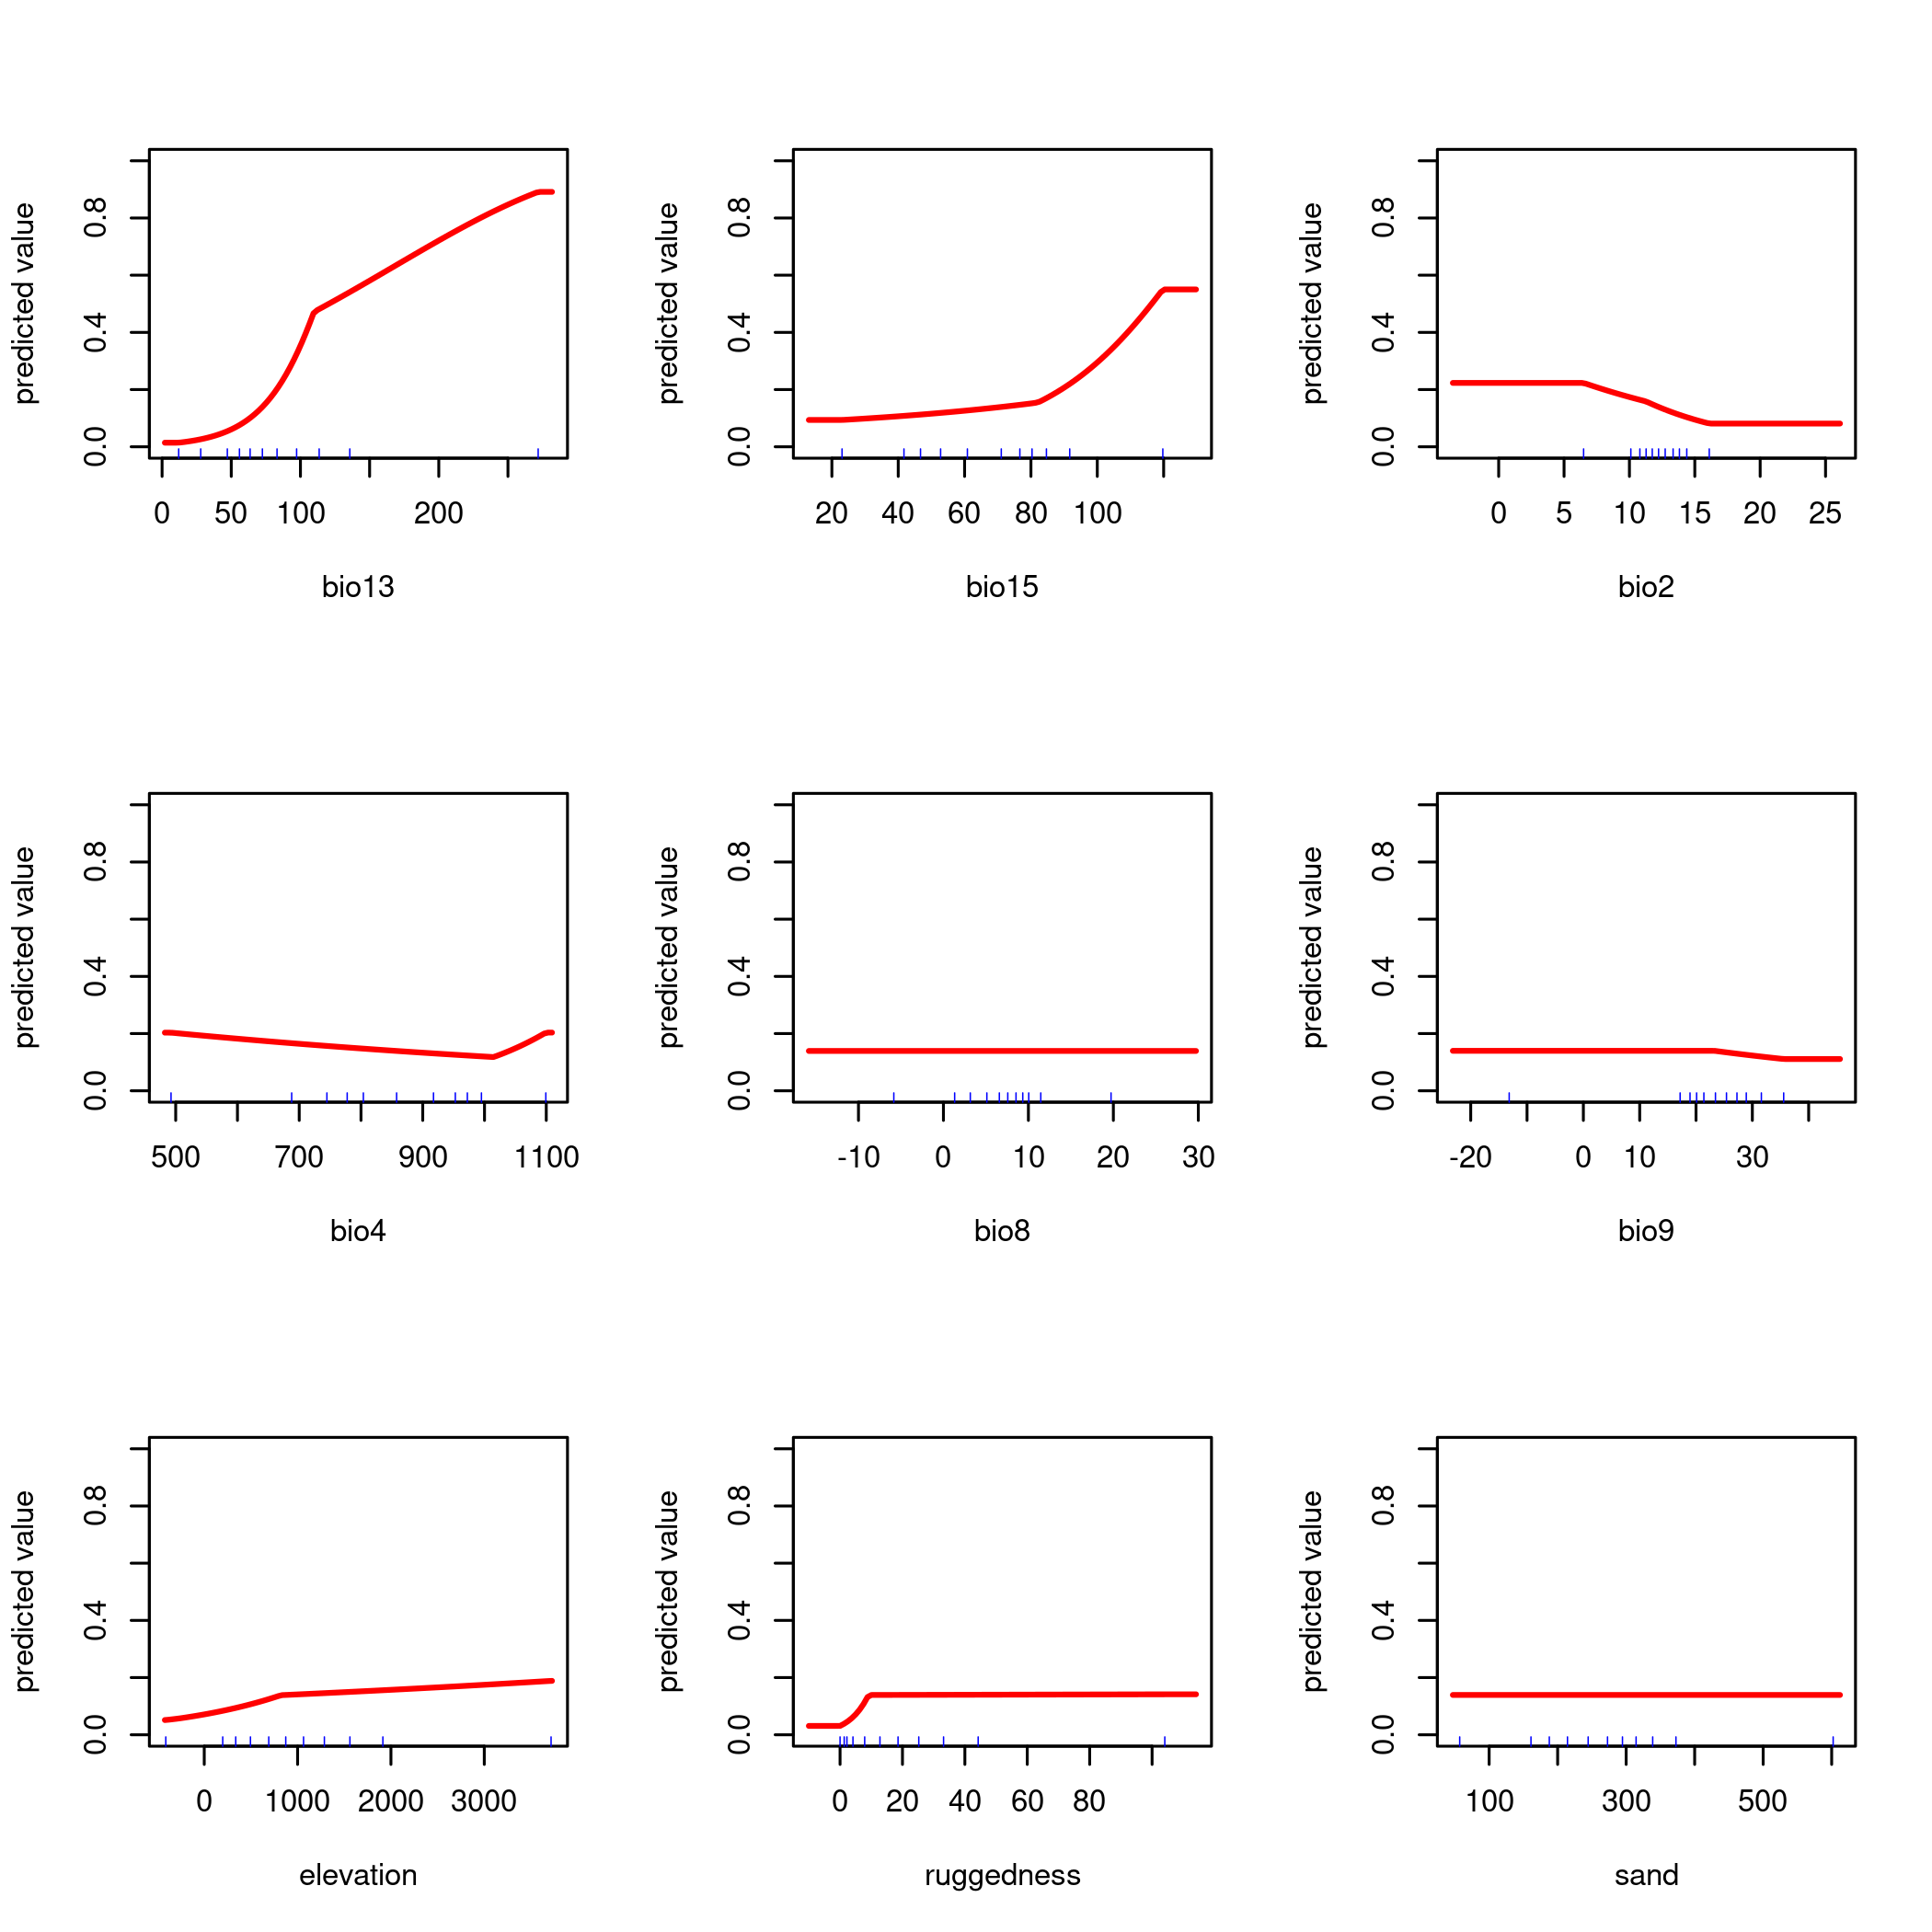 predicted value
0.0 0.4 0.8
0 50 100 200
bio13
predicted value
0.0 0.4 0.8
20 40 60 80 100
bio15
predicted value
0.0 0.4 0.8
0 5 10 15 20 25
bio2
predicted value
0.0 0.4 0.8
500 700 900 1100
bio4
predicted value
0.0 0.4 0.8
-10 0 10 20 30
bio8
predicted value
0.0 0.4 0.8
-20 0 10 30
bio9
predicted value
0.0 0.4 0.8
0 1000 2000 3000
elevation
predicted value
0.0 0.4 0.8
0 20 40 60 80
ruggedness
predicted value
0.0 0.4 0.8
100 300 500
sand